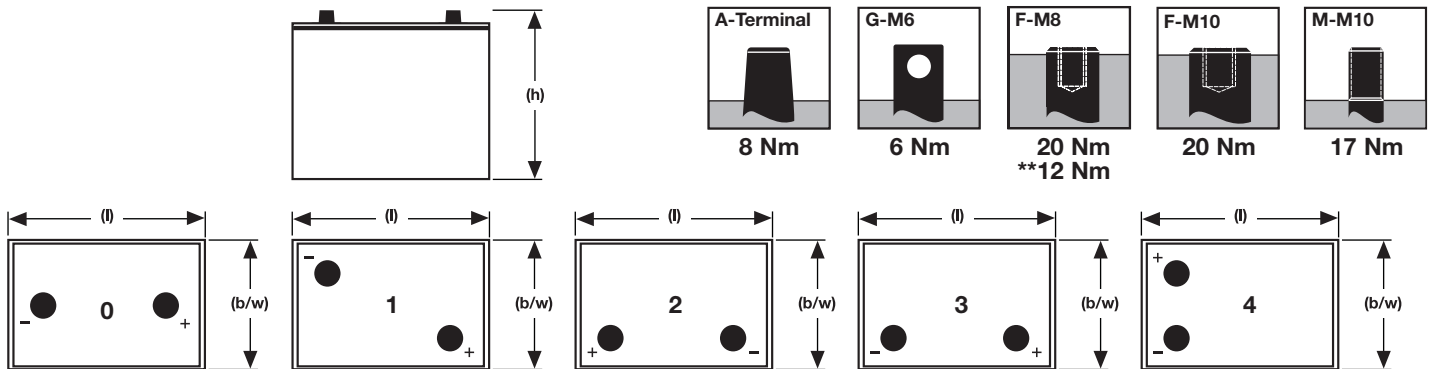 (h)
A-Terminal
8 Nm
G-M6
6 Nm
F-M8
20 Nm
**12 Nm
F-M10
20 Nm
M-M10
17 Nm
(l)
(b/w)
- 0 +
(l)
(b/w)
-
1
+
(l)
(b/w)
2
+ -
(l)
(b/w)
3
- +
(l)
(b/w)
+
4
-